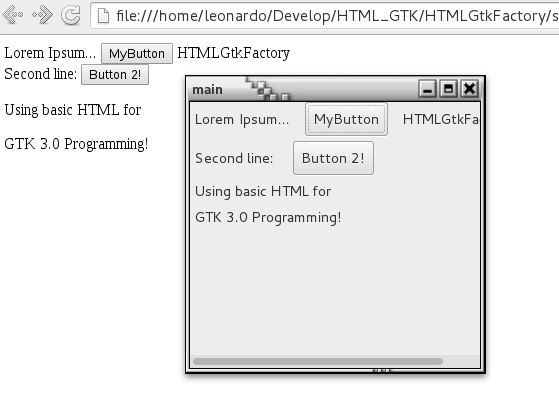 file:///home/leonardo/Develop/HTML_GTK/HTMLGtkFactory/s
Lorem Ipsum... MyButton HTMLGtkFactory
Second line: Button 2!
Using basic HTML for
GTK 3.0 Programming!
main
Lorem Ipsum... MyButton HTMLGtkFa
Second line: Button 2!
Using basic HTML for
GTK 3.0 Programming!